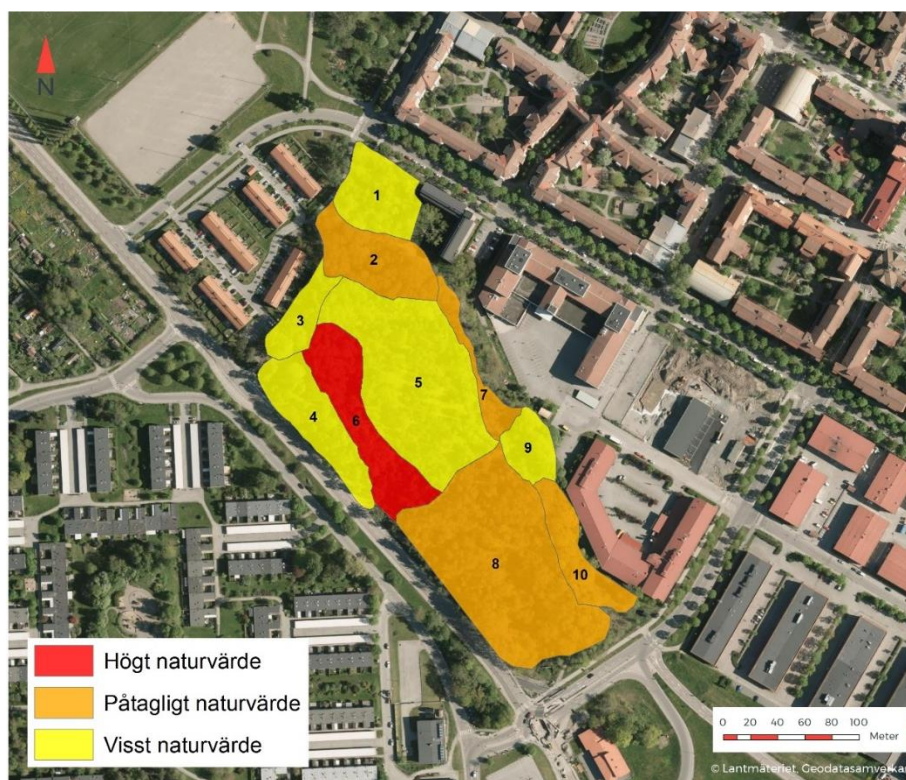 N
1
2
3
5
4
7
6
9
8
10
Högt naturvärde
Påtagligt naturvärde
Visst naturvärde
0 20 40 60 80 100
Meter
© Lantmäteriet, Geodatasamverkan